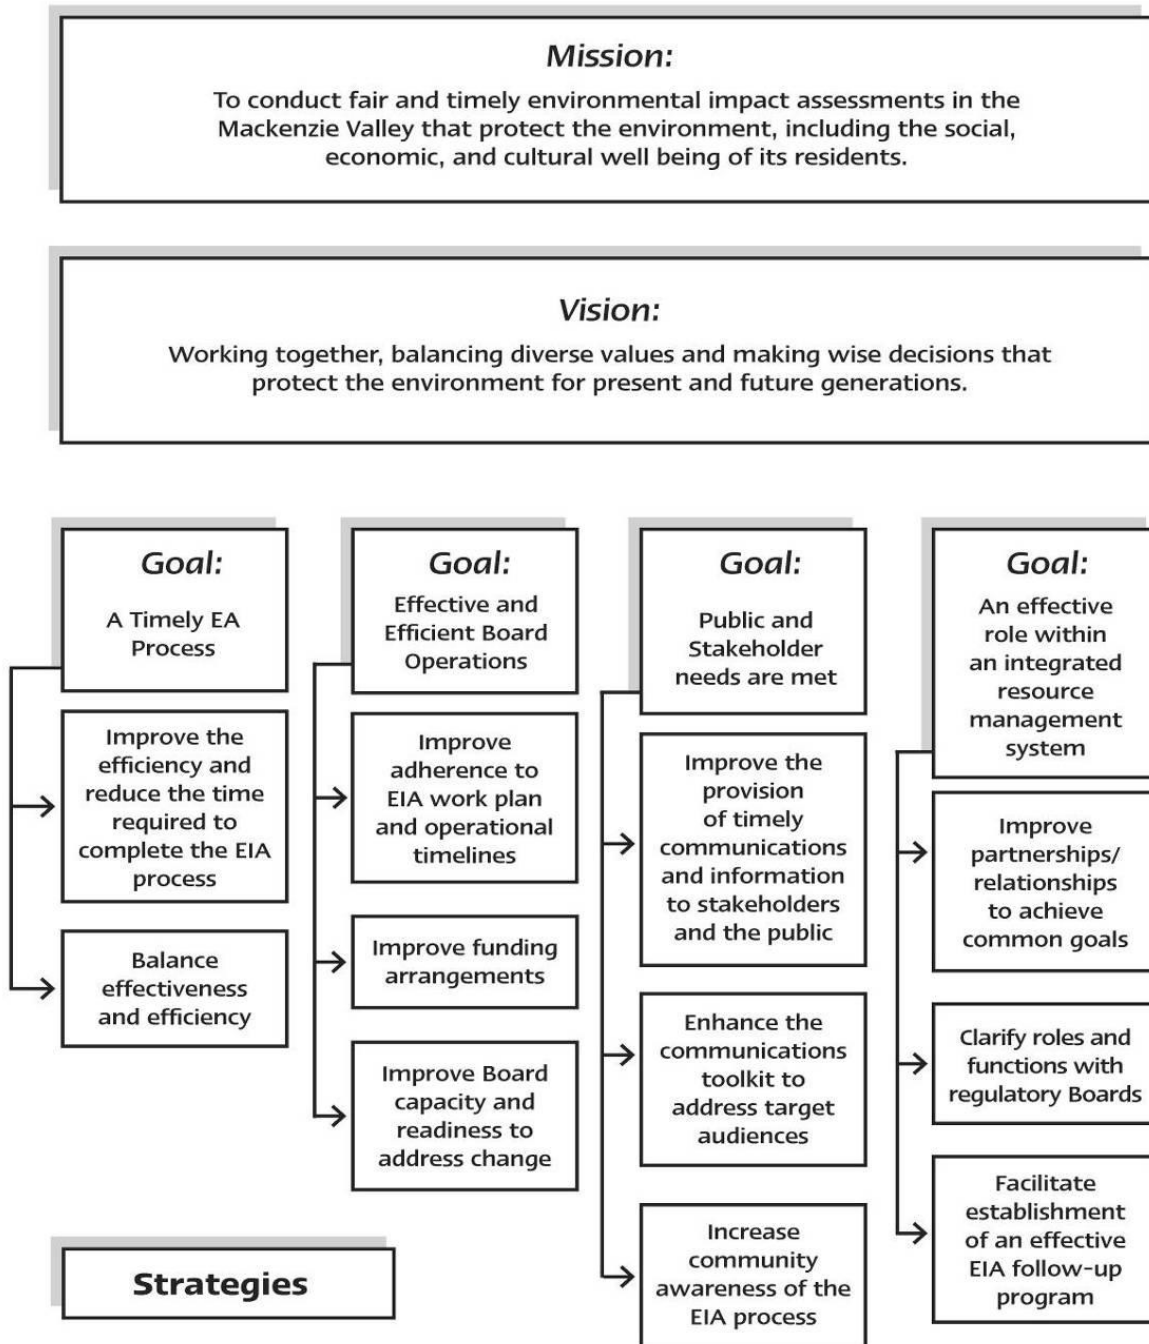 Mission:
To conduct fair and timely environmental impact assessments in the
Mackenzie Valley that protect the environment, including the social,
economic, and cultural well being of its residents.
Vision:
Working together, balancing diverse values and making wise decisions that
protect the environment for present and future generations.
Goal:
A Timely EA
Process
Improve the
efficiency and
reduce the time
required to
complete the EIA
process
Balance
effectiveness
and efficiency
Goal:
Effective and
Efficient Board
Operations
Improve
adherence to
EIA work plan
and operational
timelines
Improve funding
arrangements
Improve Board
capacity and
readiness to
address change
Goal:
Public and
Stakeholder
needs are met
Improve the
provision
of timely
communications
and information
to stakeholders
and the public
Enhance the
communications
toolkit to
address target
audiences
Increase
community
awareness of the
EIA process
Goal:
An effective
role within
an integrated
resource
management
system
Improve
partnerships/
relationships
to achieve
common goals
Clarify roles and
functions with
regulatory Boards
Facilitate
establishment
of an effective
EIA follow-up
program
Strategies